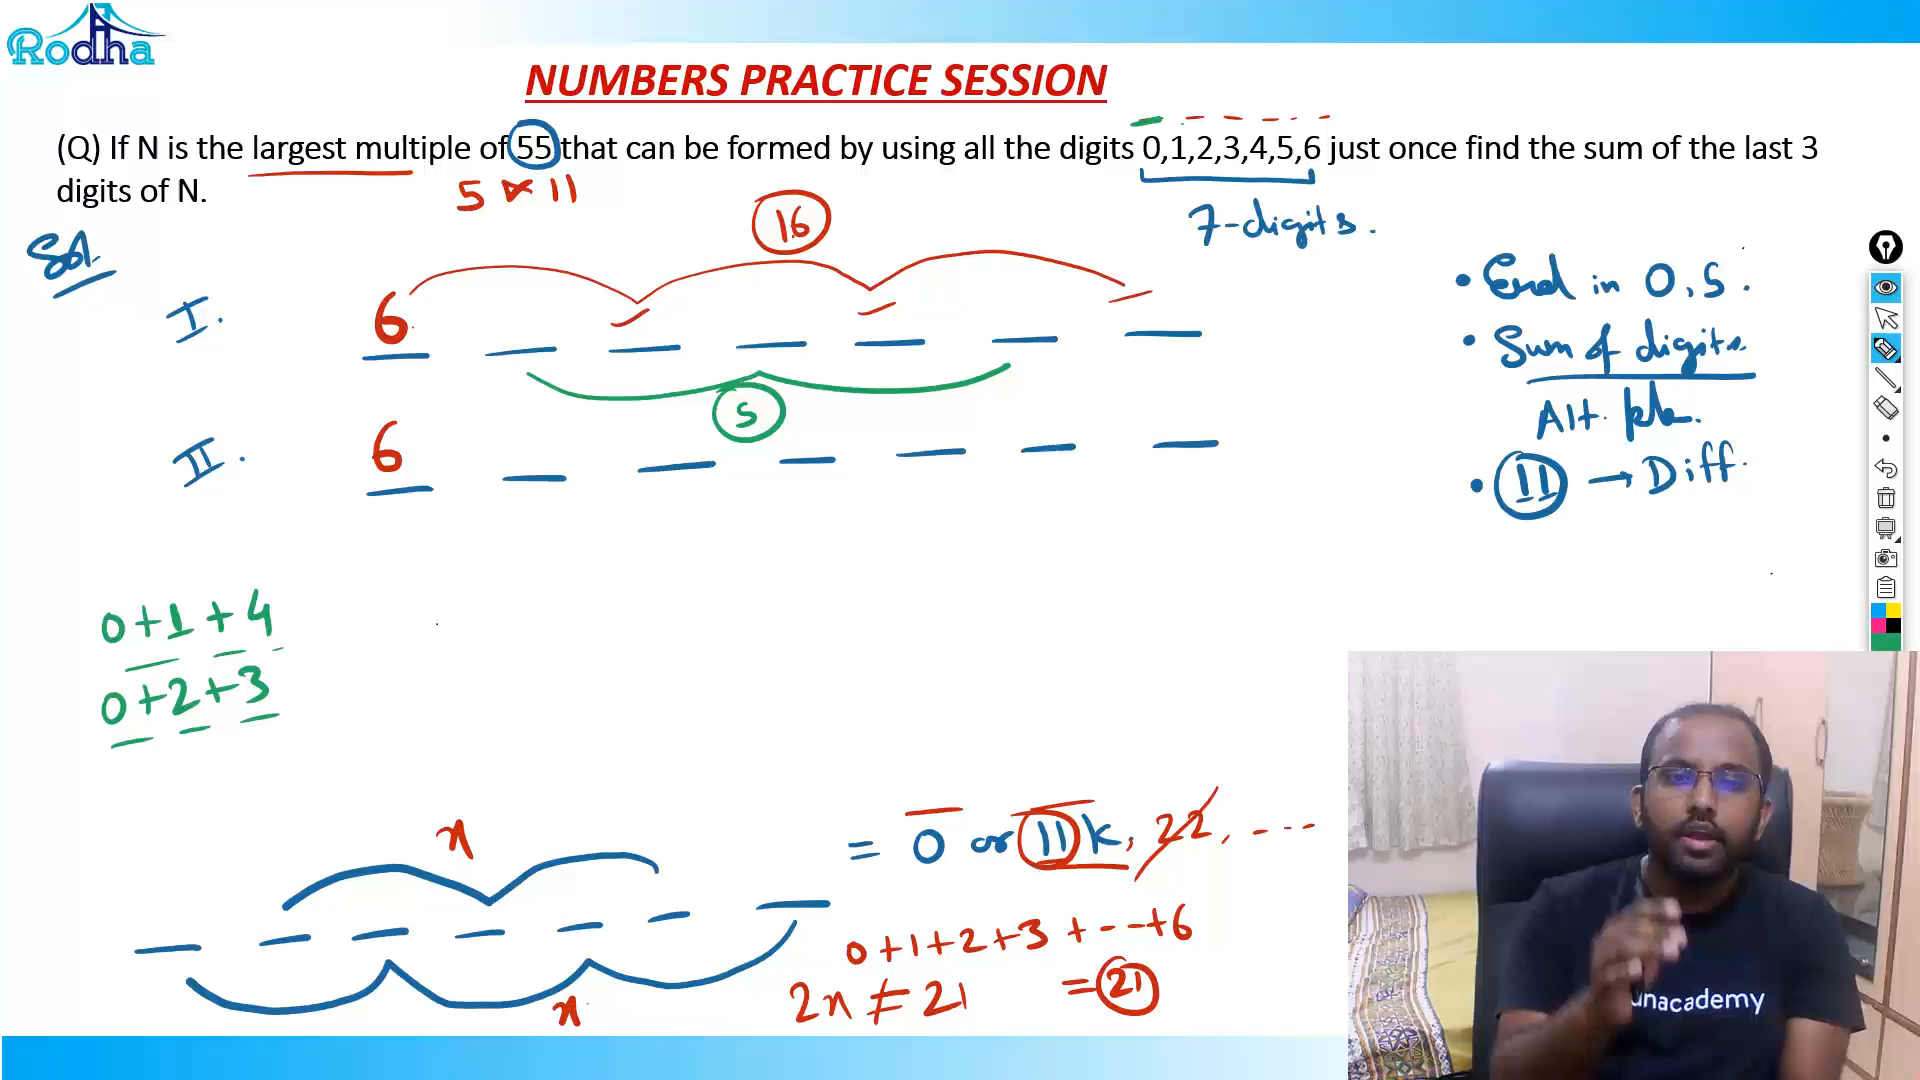 Rodha
NUMBERS PRACTICE SESSION
(Q) If N is the largest multiple of 55 that can be formed by using all the digits 0,1,2,3,4,5,6 just once find the sum of the last 3
digits of N.
5 × 11
7-digits.
Sol.
16
I. 6
5
II. 6
• End in 0, 5.
• Sum of digits
Alt. plc.
• 11 → Diff.
0+1+4
0+2+3
x
= 0 or 11k, 22, ....
x
0+1+2+3+---+6
2x ≠ 21
= 21
unacademy